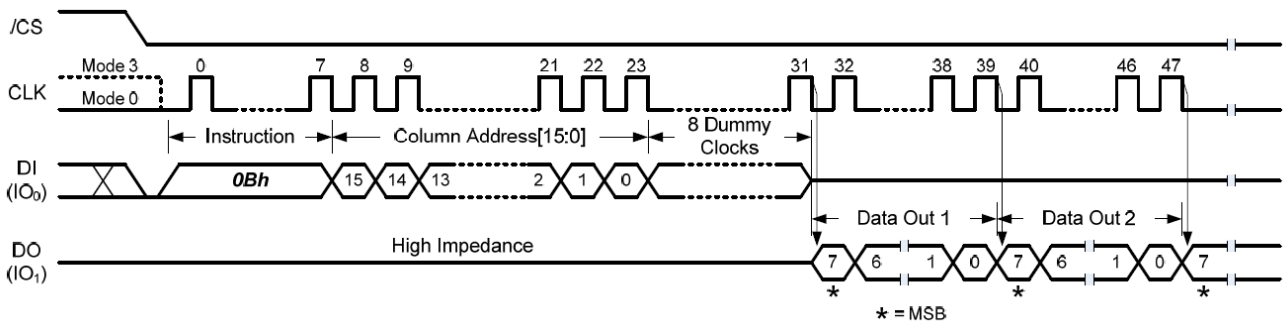 /CS
Mode 3 0 7 8 9 21 22 23 31 32 38 39 40 46 47
CLK
Mode 0
Instruction Column Address[15:0] 8 Dummy
Clocks
DI
(IO₀)
0Bh 15 14 13 2 1 0
Data Out 1 Data Out 2
High Impedance
DO
(IO₁)
7 6 1 0 7 6 1 0 7
* * *
* = MSB